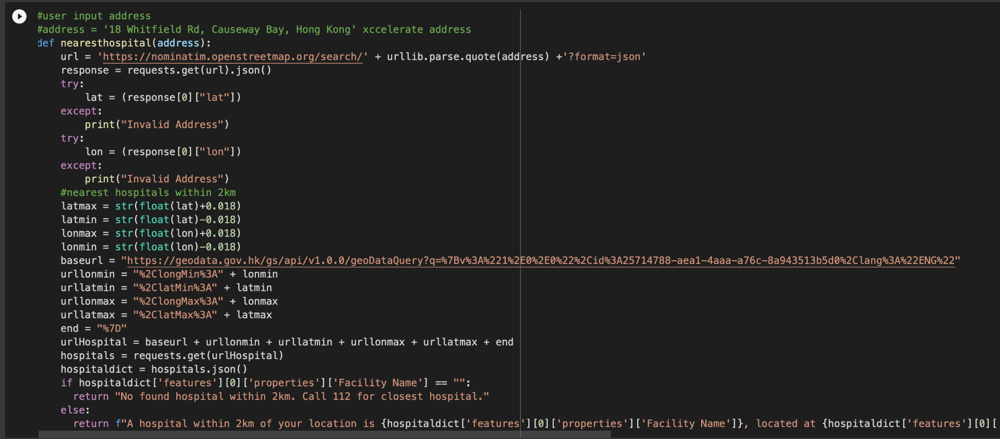 #user input address
#address = '18 Whitfield Rd, Causeway Bay, Hong Kong' xccelerate address
def nearesthospital(address):
    url = 'https://nominatim.openstreetmap.org/search/' + urllib.parse.quote(address) +'?format=json'
    response = requests.get(url).json()
    try:
        lat = (response[0]["lat"])
    except:
        print("Invalid Address")
    try:
        lon = (response[0]["lon"])
    except:
        print("Invalid Address")
    #nearest hospitals within 2km
    latmax = str(float(lat)+0.018)
    latmin = str(float(lat)-0.018)
    lonmax = str(float(lon)+0.018)
    lonmin = str(float(lon)-0.018)
    baseurl = "https://geodata.gov.hk/gs/api/v1.0.0/geoDataQuery?q=%7Bv%3A%221%2E0%2E0%22%2Cid%3A25714788-aea1-4aaa-a76c-8a943513b5d0%2Clang%3A%22ENG%22"
    urllonmin = "%2ClongMin%3A" + lonmin
    urllatmin = "%2ClatMin%3A" + latmin
    urllonmax = "%2ClongMax%3A" + lonmax
    urllatmax = "%2ClatMax%3A" + latmax
    end = "%7D"
    urlHospital = baseurl + urllonmin + urllatmin + urllonmax + urllatmax + end
    hospitals = requests.get(urlHospital)
    hospitaldict = hospitals.json()
    if hospitaldict['features'][0]['properties']['Facility Name'] == "":
      return "No found hospital within 2km. Call 112 for closest hospital."
    else:
      return f"A hospital within 2km of your location is {hospitaldict['features'][0]['properties']['Facility Name']}, located at {hospitaldict['features'][0][